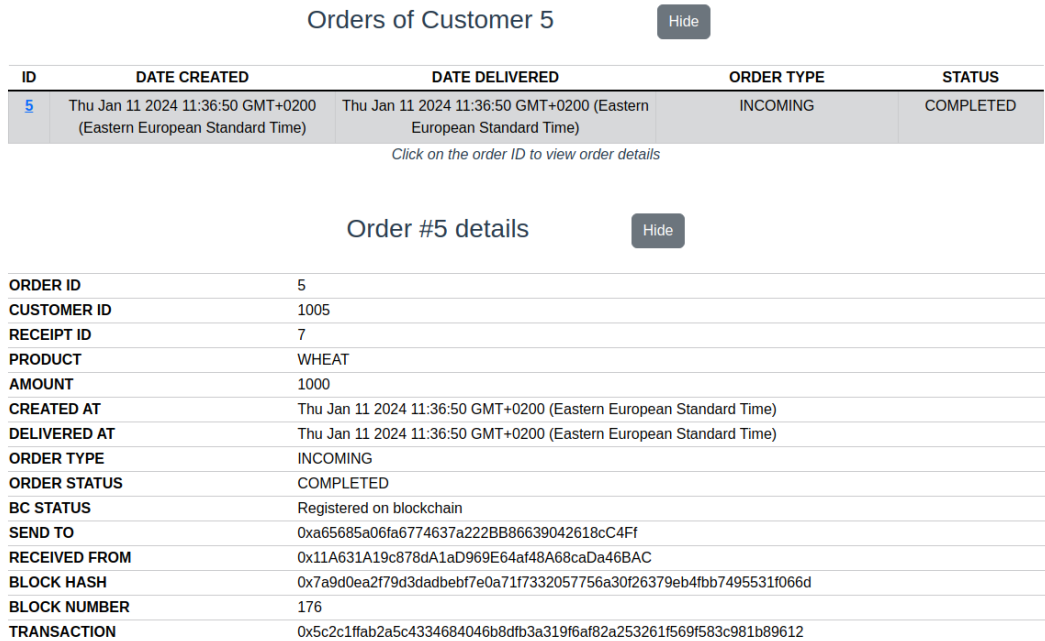 Orders of Customer 5 Hide
ID DATE CREATED DATE DELIVERED ORDER TYPE STATUS
5 Thu Jan 11 2024 11:36:50 GMT+0200 Thu Jan 11 2024 11:36:50 GMT+0200 (Eastern INCOMING COMPLETED
(Eastern European Standard Time) European Standard Time)
Click on the order ID to view order details
Order #5 details Hide
ORDER ID 5
CUSTOMER ID 1005
RECEIPT ID 7
PRODUCT WHEAT
AMOUNT 1000
CREATED AT Thu Jan 11 2024 11:36:50 GMT+0200 (Eastern European Standard Time)
DELIVERED AT Thu Jan 11 2024 11:36:50 GMT+0200 (Eastern European Standard Time)
ORDER TYPE INCOMING
ORDER STATUS COMPLETED
BC STATUS Registered on blockchain
SEND TO 0xa65685a06fa6774637a222BB86639042618cC4Ff
RECEIVED FROM 0x11A631A19c878dA1aD969E64af48A68caDa46BAC
BLOCK HASH 0x7a9d0ea2f79d3dadbebf7e0a71f7332057756a30f26379eb4fbb7495531f066d
BLOCK NUMBER 176
TRANSACTION 0x5c2c1ffab2a5c4334684046b8dfb3a319f6af82a253261f569f583c981b89612